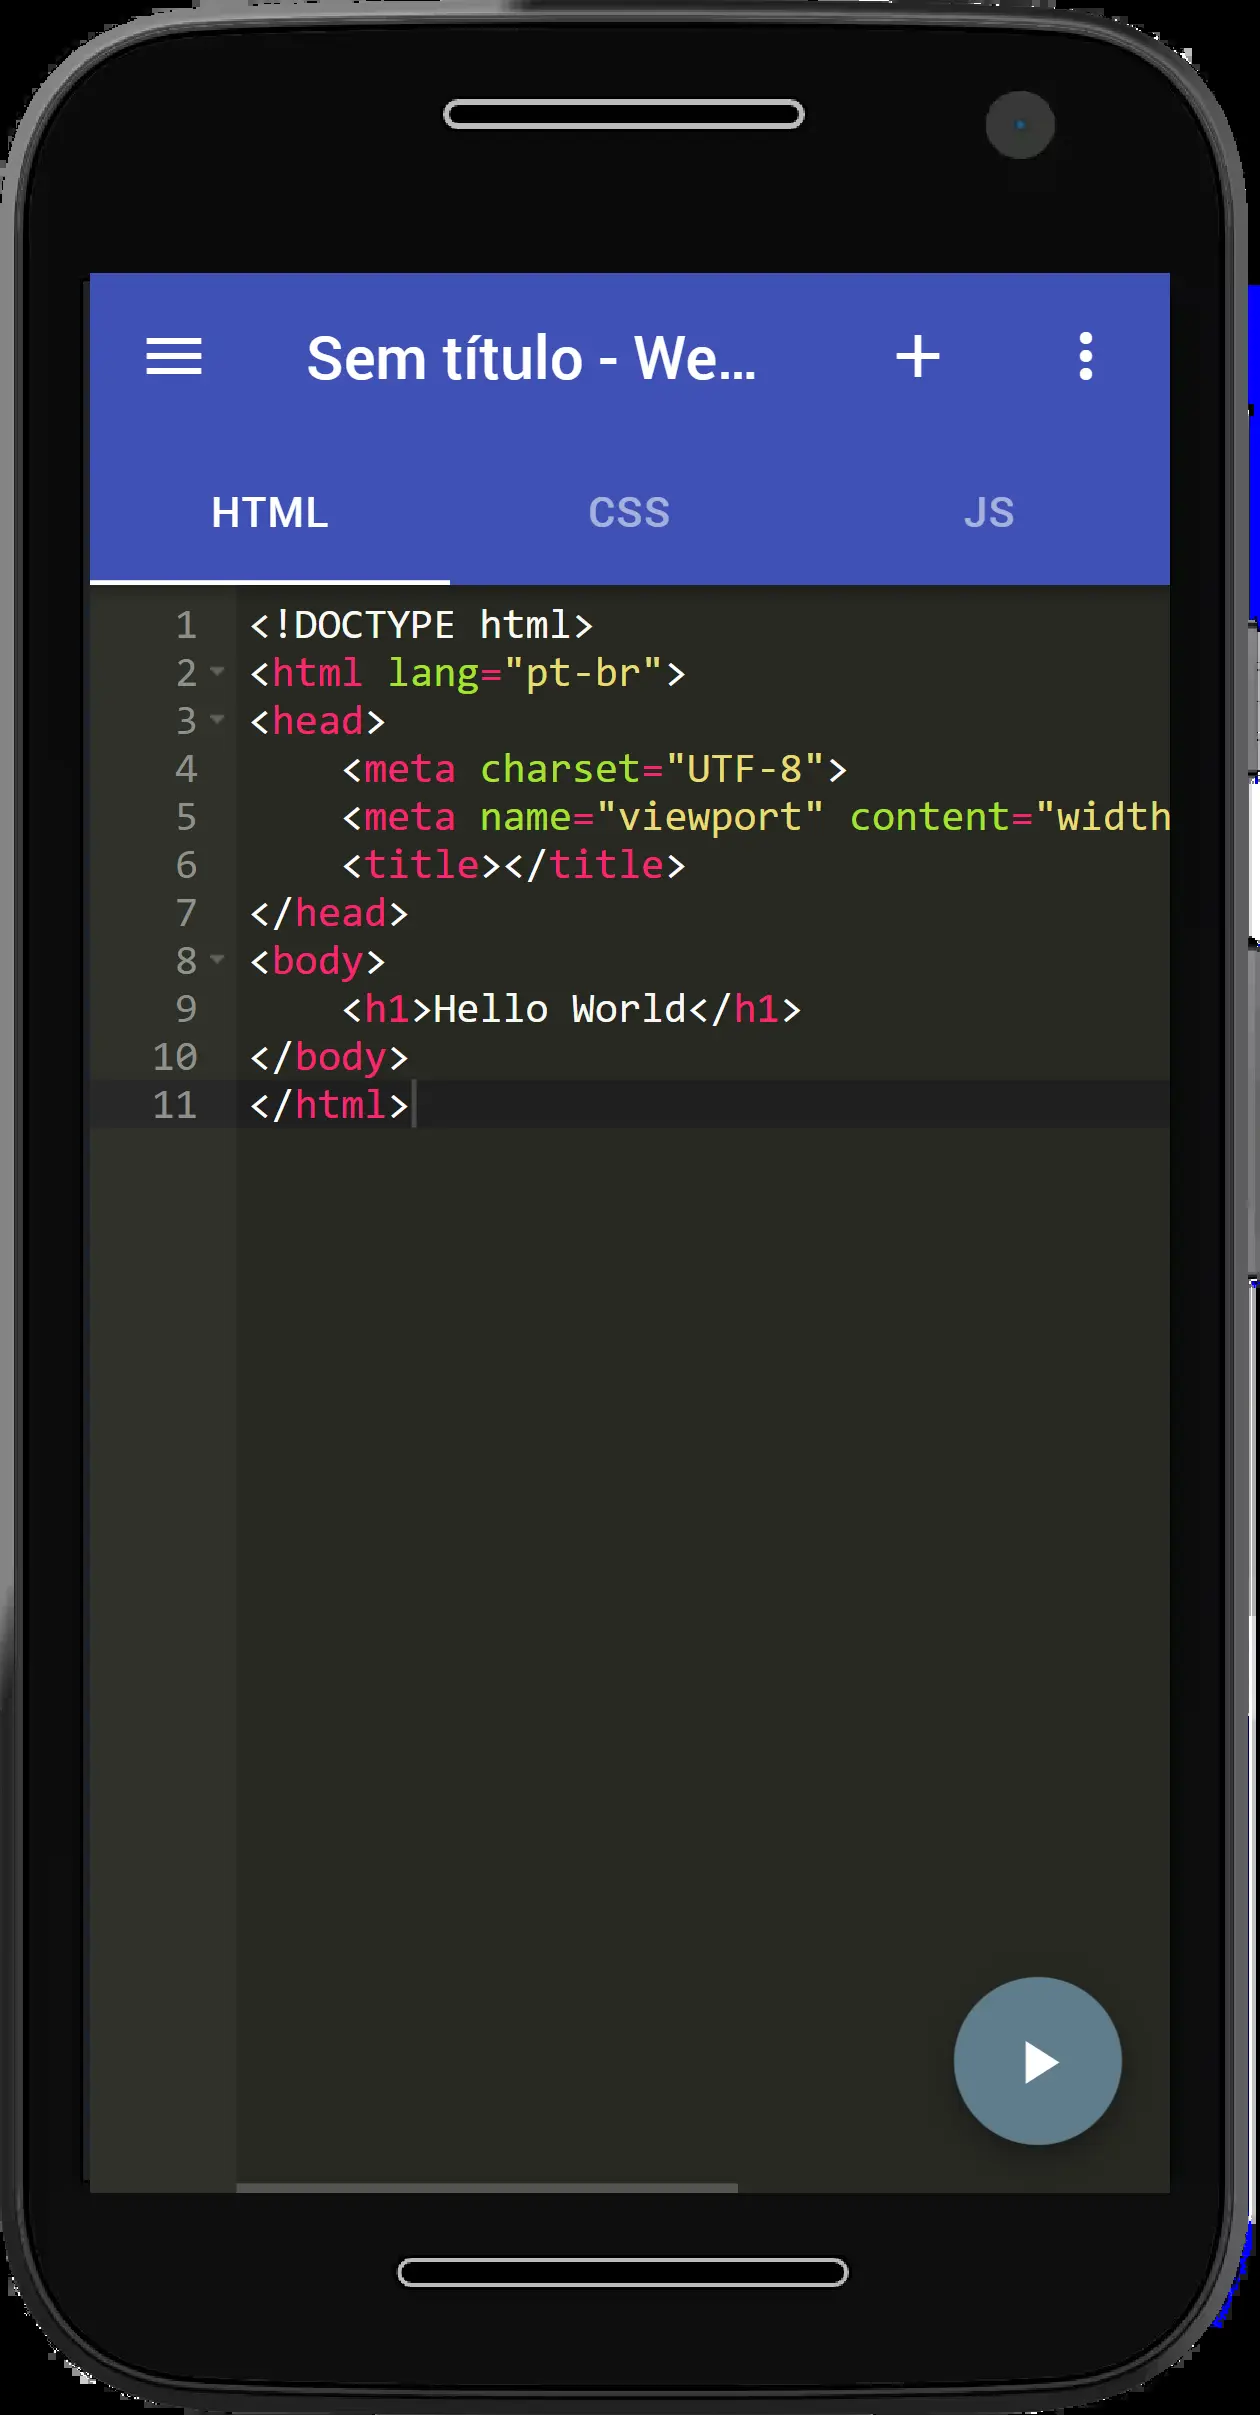 Sem título - We...
HTML CSS JS
1 <!DOCTYPE html>
2 <html lang="pt-br">
3 <head>
4     <meta charset="UTF-8">
5     <meta name="viewport" content="width
6     <title></title>
7 </head>
8 <body>
9     <h1>Hello World</h1>
10 </body>
11 </html>